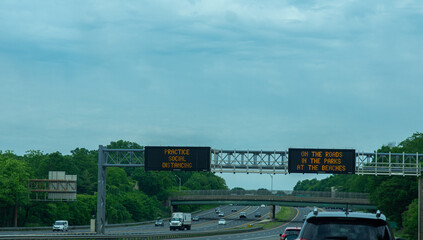 PRACTICE
SOCIAL
DISTANCING
ON THE ROADS
IN THE PARKS
AT THE BEACHES